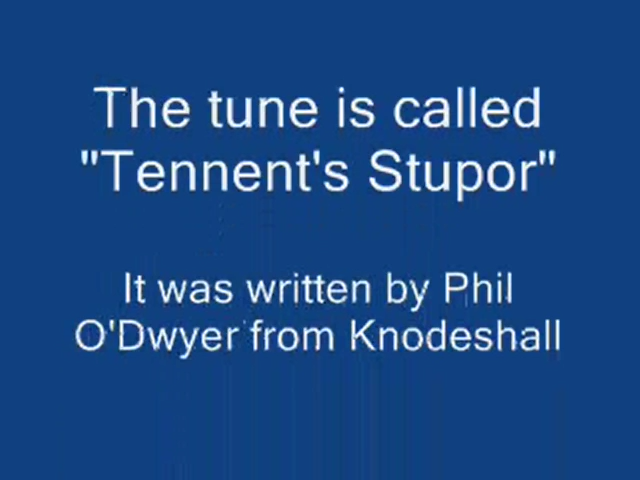 The tune is called
"Tennent's Stupor"
It was written by Phil
O'Dwyer from Knodeshall